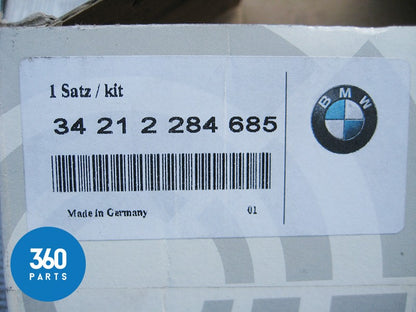 1 Satz / kit
34 21 2 284 685
BMW
Made in Germany 01
360
PARTS